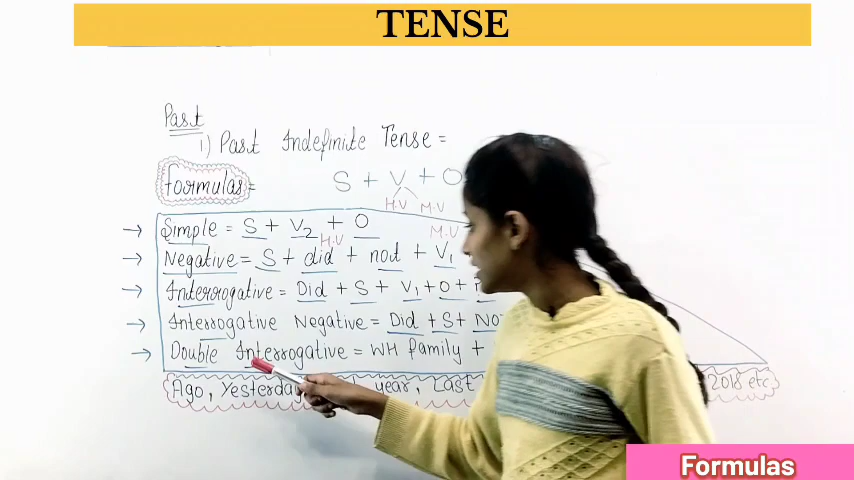 TENSE
Past
1) Past Indefinite Tense =
Formulas = S + V + O
H.V M.V
Simple = S + V2 + O
H.V M.V
Negative = S + did + not + V1
Interrogative = Did + S + V1 + O +
Interrogative Negative = Did + S + No
Double Interrogative = WH family +
Ago, Yesterday, year, Last 2018 etc
Formulas